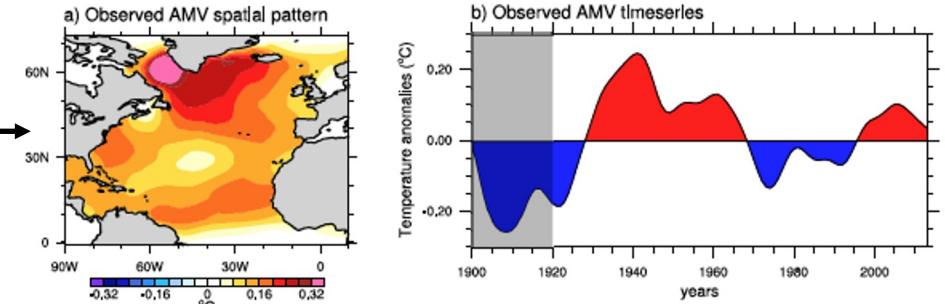 a) Observed AMV spatial pattern
60N
30N
0
90W 60W 30W 0
-0,32 -0,16 0 0,16 0,32
°C
b) Observed AMV timeseries
Temperature anomalies (°C)
0,20
0,00
-0,20
1900 1920 1940 1960 1980 2000
years